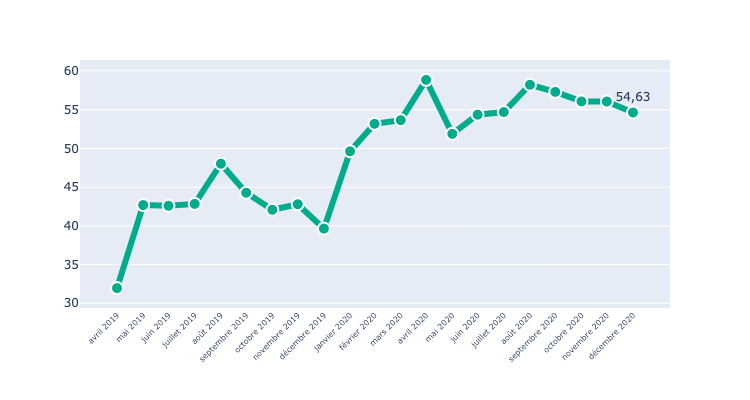 60
55
50
45
40
35
30
54,63
avril 2019
mai 2019
juin 2019
juillet 2019
août 2019
septembre 2019
octobre 2019
novembre 2019
décembre 2019
janvier 2020
février 2020
mars 2020
avril 2020
mai 2020
juin 2020
juillet 2020
août 2020
septembre 2020
octobre 2020
novembre 2020
décembre 2020